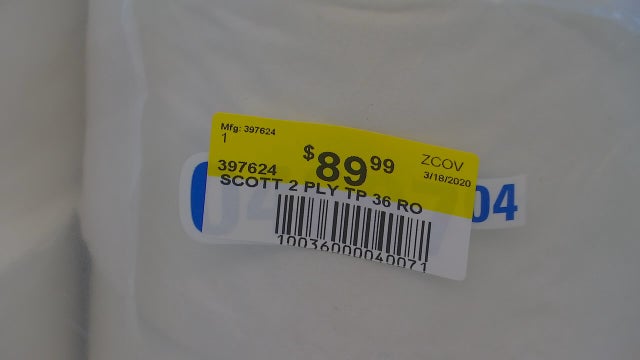 Mfg: 397624
1
$89.99
ZCOV
397624
3/18/2020
SCOTT 2 PLY TP 36 RO
10036000040071
04